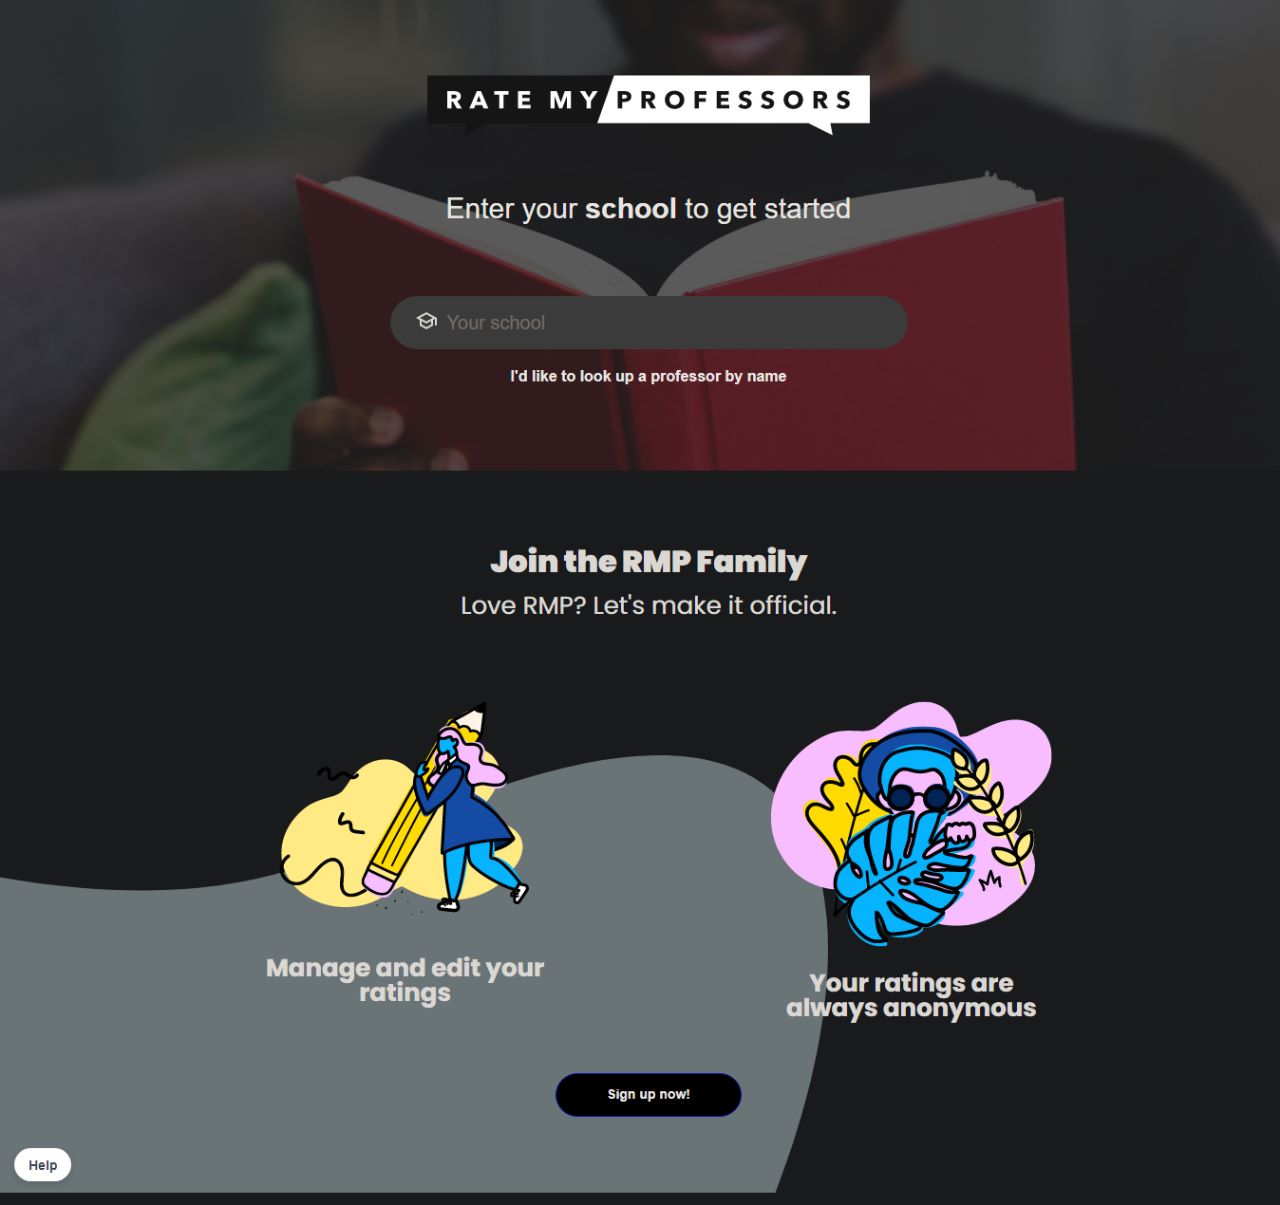 RATE MY PROFESSORS
Enter your school to get started
Your school
I'd like to look up a professor by name
Join the RMP Family
Love RMP? Let's make it official.
Manage and edit your
ratings
Your ratings are
always anonymous
Sign up now!
Help